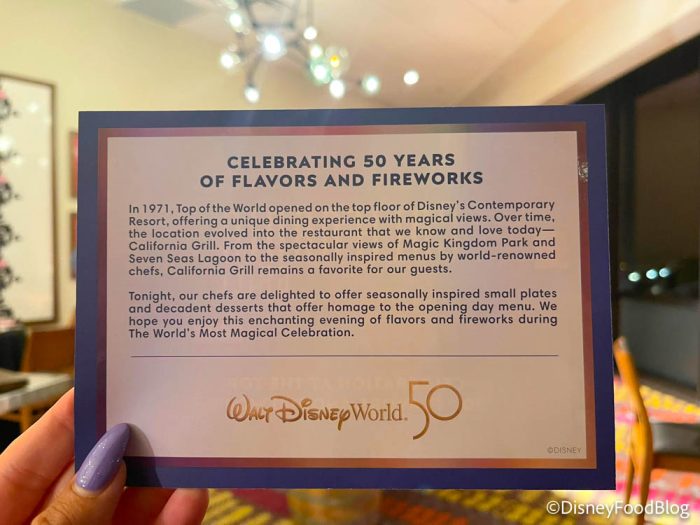 CELEBRATING 50 YEARS
OF FLAVORS AND FIREWORKS
In 1971, Top of the World opened on the top floor of Disney's Contemporary
Resort, offering a unique dining experience with magical views. Over time,
the location evolved into the restaurant that we know and love today—
California Grill. From the spectacular views of Magic Kingdom Park and
Seven Seas Lagoon to the seasonally inspired menus by world-renowned
chefs, California Grill remains a favorite for our guests.
Tonight, our chefs are delighted to offer seasonally inspired small plates
and decadent desserts that offer homage to the opening day menu. We
hope you enjoy this enchanting evening of flavors and fireworks during
The World's Most Magical Celebration.
Walt Disney World. 50
©DISNEY
©DisneyFoodBlog